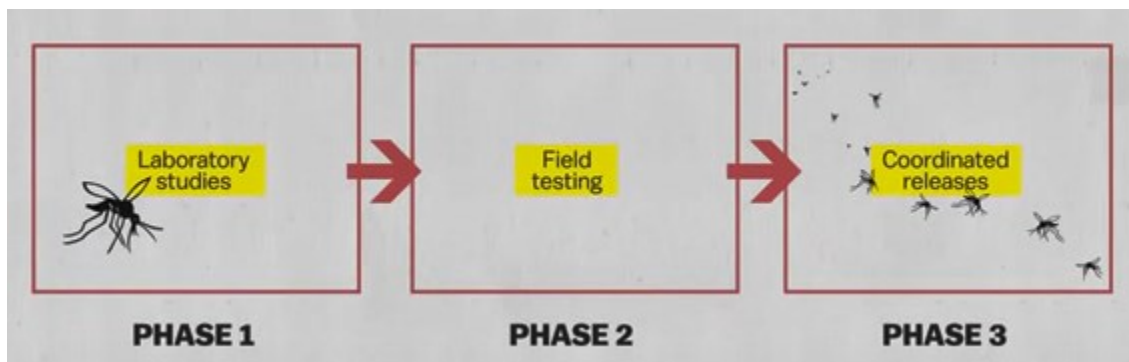 Laboratory
studies
Field
testing
Coordinated
releases
PHASE 1
PHASE 2
PHASE 3